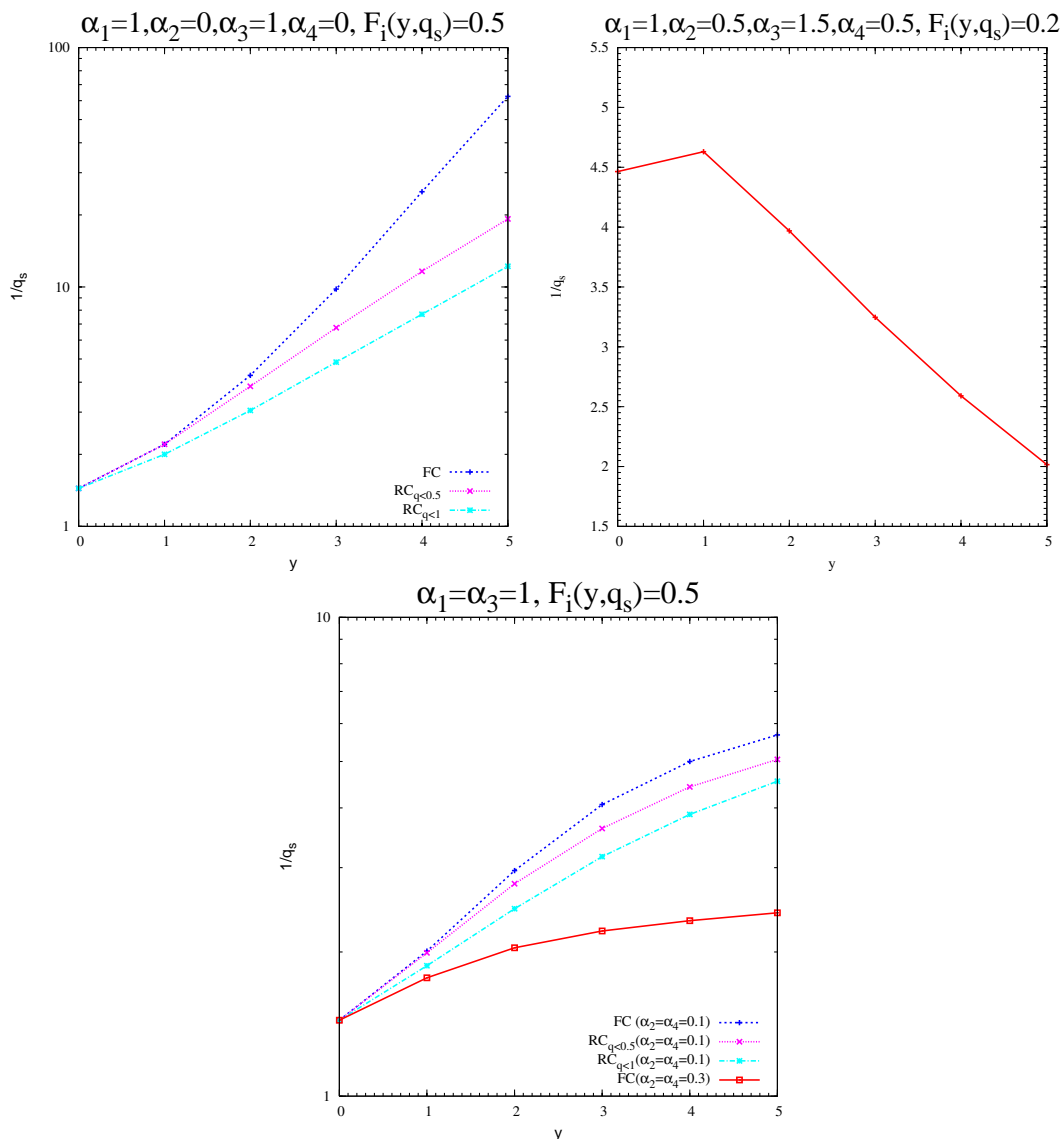 α₁=1,α₂=0,α₃=1,α₄=0, Fᵢ(y,qₛ)=0.5
100
10
1
1/qₛ
0 1 2 3 4 5
y
FC
RC_{q<0.5}
RC_{q<1}
α₁=1,α₂=0.5,α₃=1.5,α₄=0.5, Fᵢ(y,qₛ)=0.2
5.5
5
4.5
4
3.5
3
2.5
2
1.5
1/qₛ
0 1 2 3 4 5
y
α₁=α₃=1, Fᵢ(y,qₛ)=0.5
10
1
1/qₛ
0 1 2 3 4 5
y
FC (α₂=α₄=0.1)
RC_{q<0.5}(α₂=α₄=0.1)
RC_{q<1}(α₂=α₄=0.1)
FC(α₂=α₄=0.3)